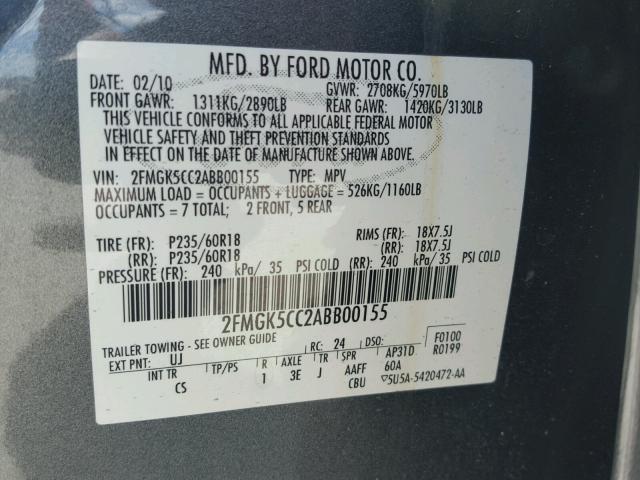 MFD. BY FORD MOTOR CO.
DATE: 02/10 GVWR: 2708KG/5970LB
FRONT GAWR: 1311KG/2890LB REAR GAWR: 1420KG/3130LB
THIS VEHICLE CONFORMS TO ALL APPLICABLE FEDERAL MOTOR
VEHICLE SAFETY AND THEFT PREVENTION STANDARDS
IN EFFECT ON THE DATE OF MANUFACTURE SHOWN ABOVE.
VIN: 2FMGK5CC2ABB00155 TYPE: MPV
MAXIMUM LOAD = OCCUPANTS + LUGGAGE = 526KG/1160LB
OCCUPANTS = 7 TOTAL; 2 FRONT, 5 REAR
TIRE (FR): P235/60R18 RIMS (FR): 18X7.5J
(RR): P235/60R18 (RR): 18X7.5J
PRESSURE (FR): 240 kPa/ 35 PSI COLD (RR): 240 kPa/ 35 PSI COLD
2FMGK5CC2ABB00155
TRAILER TOWING - SEE OWNER GUIDE
EXT PNT: UJ RC: 24 DSO: F0100
R0199
INT TR TP/PS R AXLE TR SPR AP31D
CS 1 3E J AAFF 60A
CBU ▽5U5A-5420472-AA